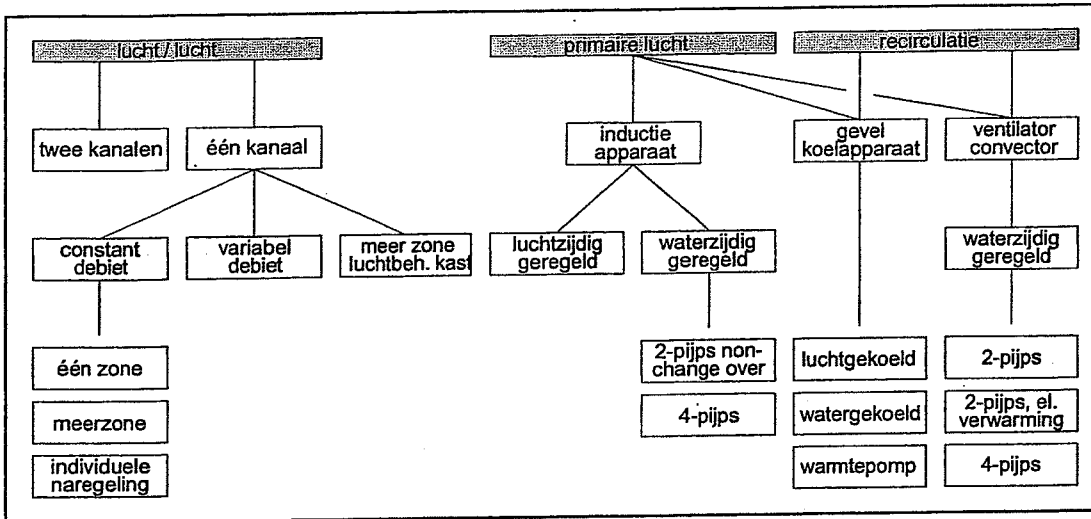 lucht / lucht
primaire lucht
recirculatie
twee kanalen
één kanaal
inductie
apparaat
gevel
koelapparaat
ventilator
convector
constant
debiet
variabel
debiet
meer zone
luchtbeh. kast
luchtzijdig
geregeld
waterzijdig
geregeld
waterzijdig
geregeld
één zone
meerzone
individuele
naregeling
2-pijps non-
change over
4-pijps
luchtgekoeld
watergekoeld
warmtepomp
2-pijps
2-pijps, el.
verwarming
4-pijps